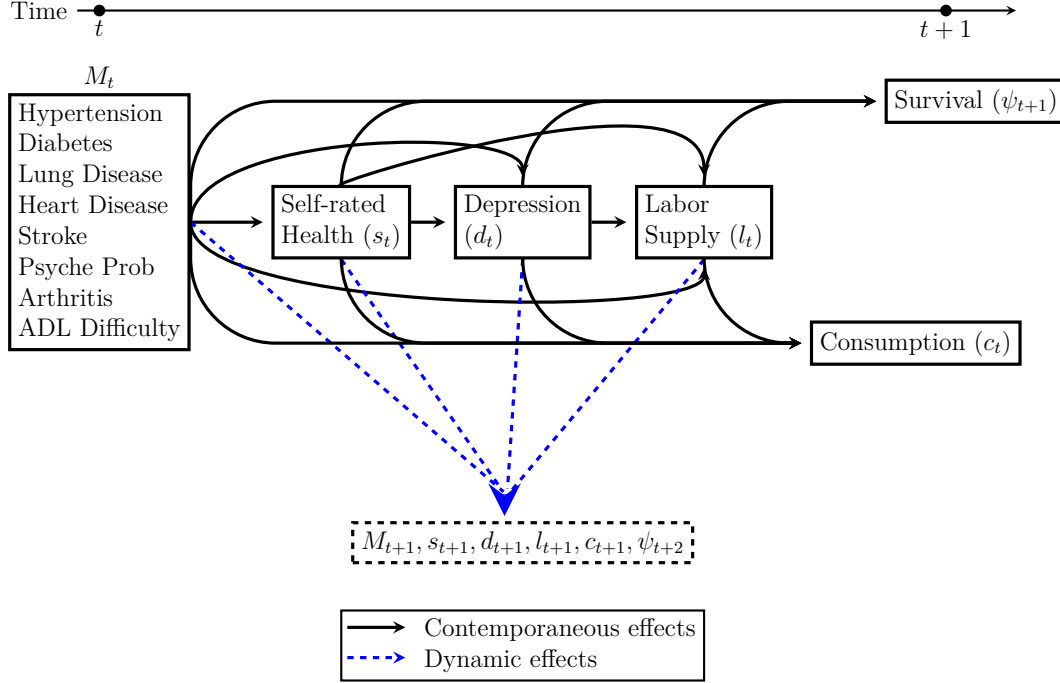 Time
t
t + 1
M_t
Hypertension
Diabetes
Lung Disease
Heart Disease
Stroke
Psyche Prob
Arthritis
ADL Difficulty
Survival (ψ_{t+1})
Self-rated
Health (s_t)
Depression
(d_t)
Labor
Supply (l_t)
Consumption (c_t)
M_{t+1}, s_{t+1}, d_{t+1}, l_{t+1}, c_{t+1}, ψ_{t+2}
Contemporaneous effects
Dynamic effects